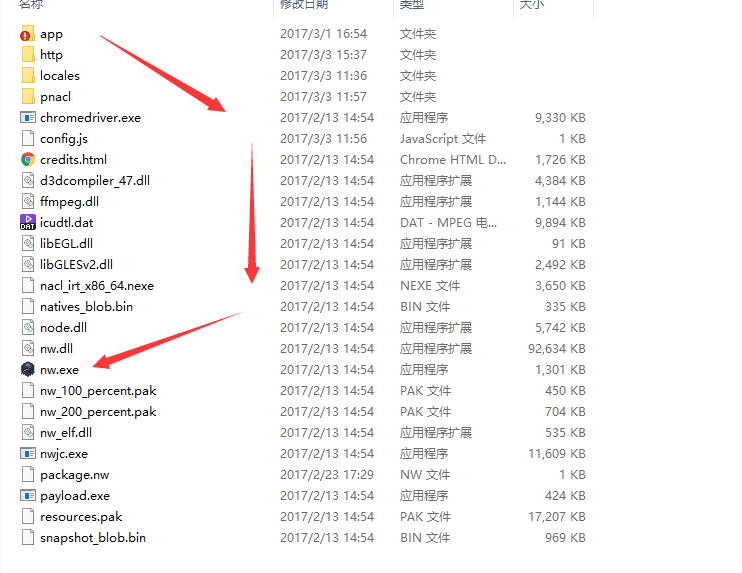 名称 修改日期 类型 大小
app 2017/3/1 16:54 文件夹
http 2017/3/3 15:37 文件夹
locales 2017/3/3 11:36 文件夹
pnacl 2017/3/3 11:57 文件夹
chromedriver.exe 2017/2/13 14:54 应用程序 9,330 KB
config.js 2017/3/3 11:56 JavaScript 文件 1 KB
credits.html 2017/2/13 14:54 Chrome HTML D... 1,726 KB
d3dcompiler_47.dll 2017/2/13 14:54 应用程序扩展 4,384 KB
ffmpeg.dll 2017/2/13 14:54 应用程序扩展 1,144 KB
DAT icudtl.dat 2017/2/13 14:54 DAT - MPEG 电... 9,894 KB
libEGL.dll 2017/2/13 14:54 应用程序扩展 91 KB
libGLESv2.dll 2017/2/13 14:54 应用程序扩展 2,492 KB
nacl_irt_x86_64.nexe 2017/2/13 14:54 NEXE 文件 3,650 KB
natives_blob.bin 2017/2/13 14:54 BIN 文件 335 KB
node.dll 2017/2/13 14:54 应用程序扩展 5,742 KB
nw.dll 2017/2/13 14:54 应用程序扩展 92,634 KB
nw.exe 2017/2/13 14:54 应用程序 1,301 KB
nw_100_percent.pak 2017/2/13 14:54 PAK 文件 450 KB
nw_200_percent.pak 2017/2/13 14:54 PAK 文件 704 KB
nw_elf.dll 2017/2/13 14:54 应用程序扩展 535 KB
nwjc.exe 2017/2/13 14:54 应用程序 11,609 KB
package.nw 2017/2/23 17:29 NW 文件 1 KB
payload.exe 2017/2/13 14:54 应用程序 424 KB
resources.pak 2017/2/13 14:54 PAK 文件 17,207 KB
snapshot_blob.bin 2017/2/13 14:54 BIN 文件 969 KB